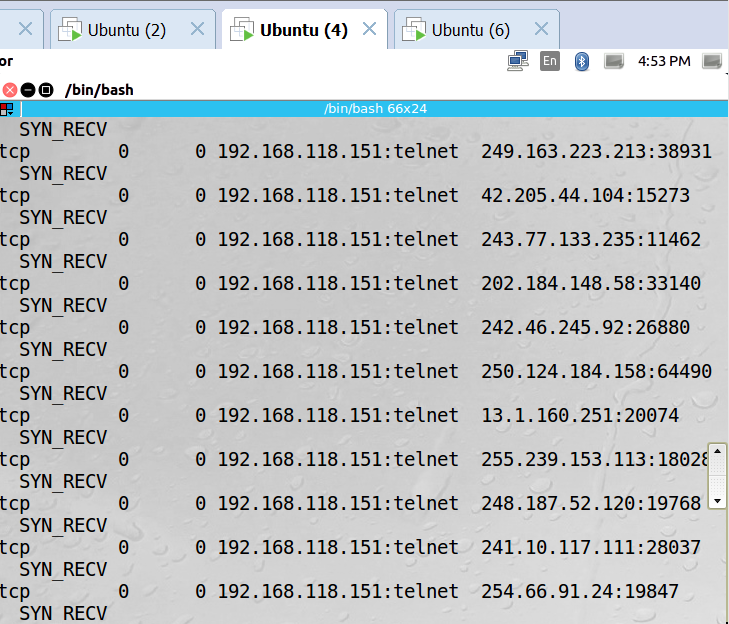 Ubuntu (2) Ubuntu (4) Ubuntu (6)
or En 4:53 PM
/bin/bash
/bin/bash 66x24
SYN_RECV
tcp 0 0 192.168.118.151:telnet 249.163.223.213:38931
SYN_RECV
tcp 0 0 192.168.118.151:telnet 42.205.44.104:15273
SYN_RECV
tcp 0 0 192.168.118.151:telnet 243.77.133.235:11462
SYN_RECV
tcp 0 0 192.168.118.151:telnet 202.184.148.58:33140
SYN_RECV
tcp 0 0 192.168.118.151:telnet 242.46.245.92:26880
SYN_RECV
tcp 0 0 192.168.118.151:telnet 250.124.184.158:64490
SYN_RECV
tcp 0 0 192.168.118.151:telnet 13.1.160.251:20074
SYN_RECV
tcp 0 0 192.168.118.151:telnet 255.239.153.113:18028
SYN_RECV
tcp 0 0 192.168.118.151:telnet 248.187.52.120:19768
SYN_RECV
tcp 0 0 192.168.118.151:telnet 241.10.117.111:28037
SYN_RECV
tcp 0 0 192.168.118.151:telnet 254.66.91.24:19847
SYN_RECV